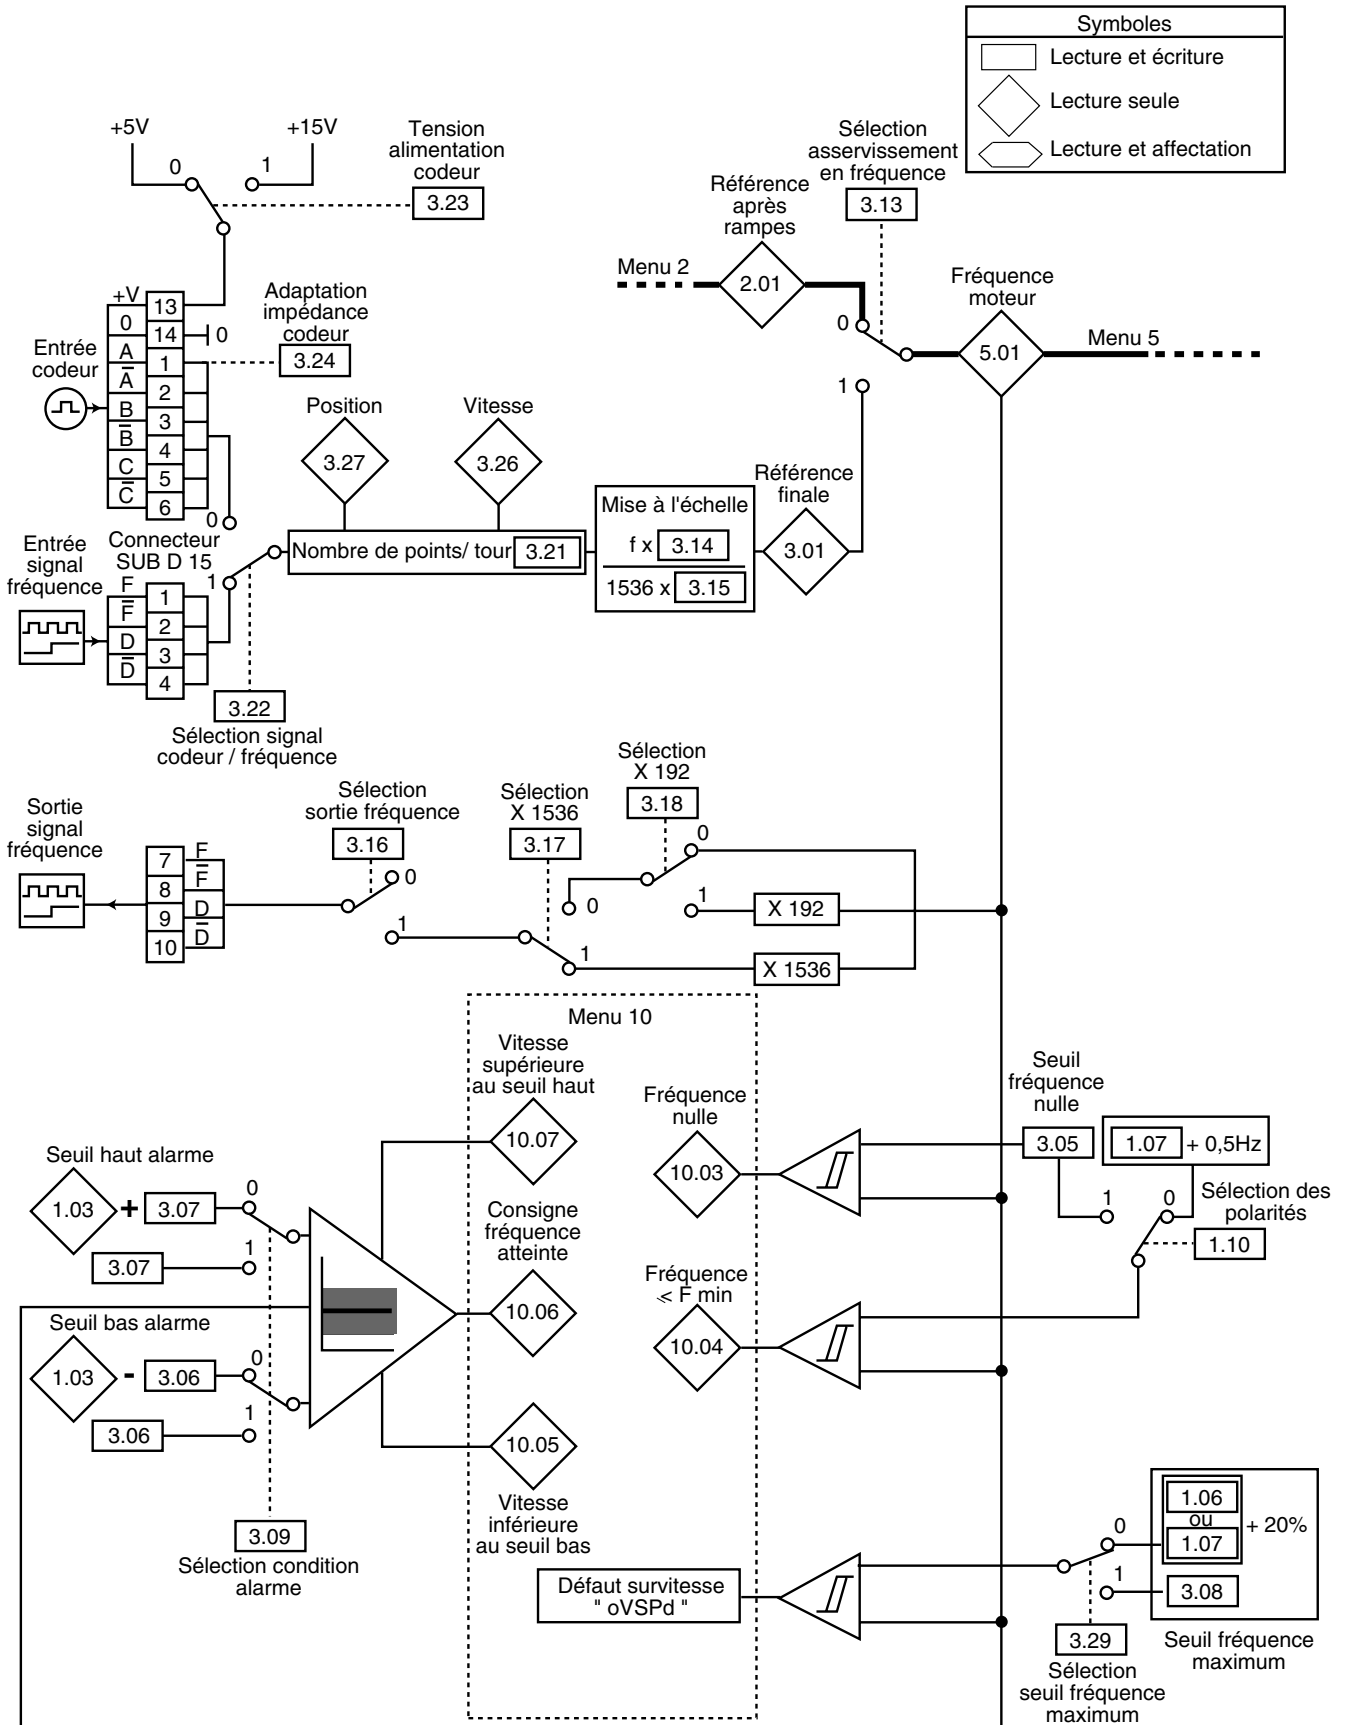 Symboles
Lecture et écriture
Lecture seule
Lecture et affectation
+5V
+15V
0
1
Tension
alimentation
codeur
3.23
Sélection
asservissement
en fréquence
3.13
Référence
après
rampes
Menu 2
2.01
0
1
Fréquence
moteur
5.01
Menu 5
Entrée
codeur
+V
0
A
A̅
B
B̅
C
C̅
13
14
1
2
3
4
5
6
0
Adaptation
impédance
codeur
3.24
0
Position
3.27
Vitesse
3.26
Connecteur
SUB D 15
1
Nombre de points/ tour 3.21
Mise à l'échelle
f x 3.14
1536 x 3.15
Référence
finale
3.01
Entrée
signal
fréquence
F
F̅
D
D̅
1
2
3
4
3.22
Sélection signal
codeur / fréquence
Sortie
signal
fréquence
7
8
9
10
F
F̅
D
D̅
Sélection
sortie fréquence
3.16
0
1
Sélection
X 1536
3.17
0
1
Sélection
X 192
3.18
0
1
X 192
X 1536
Menu 10
Vitesse
supérieure
au seuil haut
10.07
Consigne
fréquence
atteinte
10.06
10.05
Vitesse
inférieure
au seuil bas
Fréquence
nulle
10.03
Fréquence
< F min
10.04
Défaut survitesse
" oVSPd "
Seuil haut alarme
1.03 + 3.07
0
3.07
1
Seuil bas alarme
1.03 - 3.06
0
3.06
1
3.09
Sélection condition
alarme
Seuil
fréquence
nulle
3.05
1.07 + 0,5Hz
1
0
Sélection des
polarités
1.10
0
1
1.06
ou
1.07
+ 20%
3.08
Seuil fréquence
maximum
3.29
Sélection
seuil fréquence
maximum